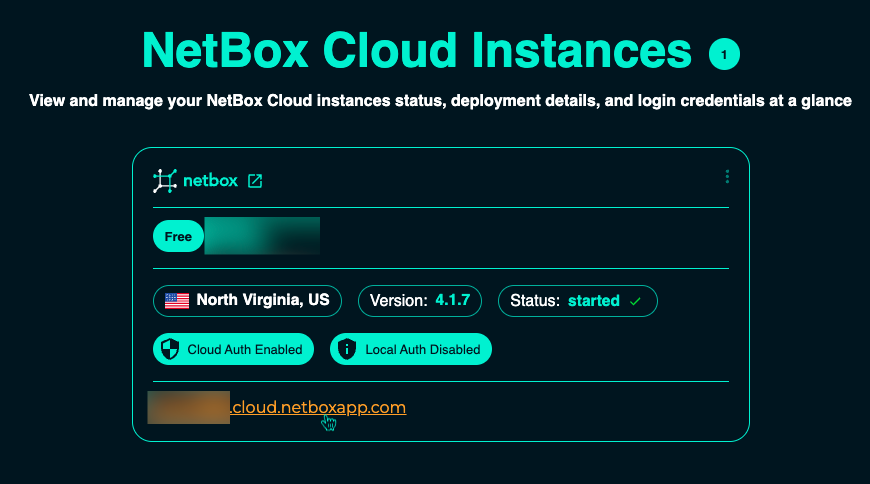 NetBox Cloud Instances 1
View and manage your NetBox Cloud instances status, deployment details, and login credentials at a glance
netbox
Free
North Virginia, US Version: 4.1.7 Status: started
Cloud Auth Enabled Local Auth Disabled
.cloud.netboxapp.com